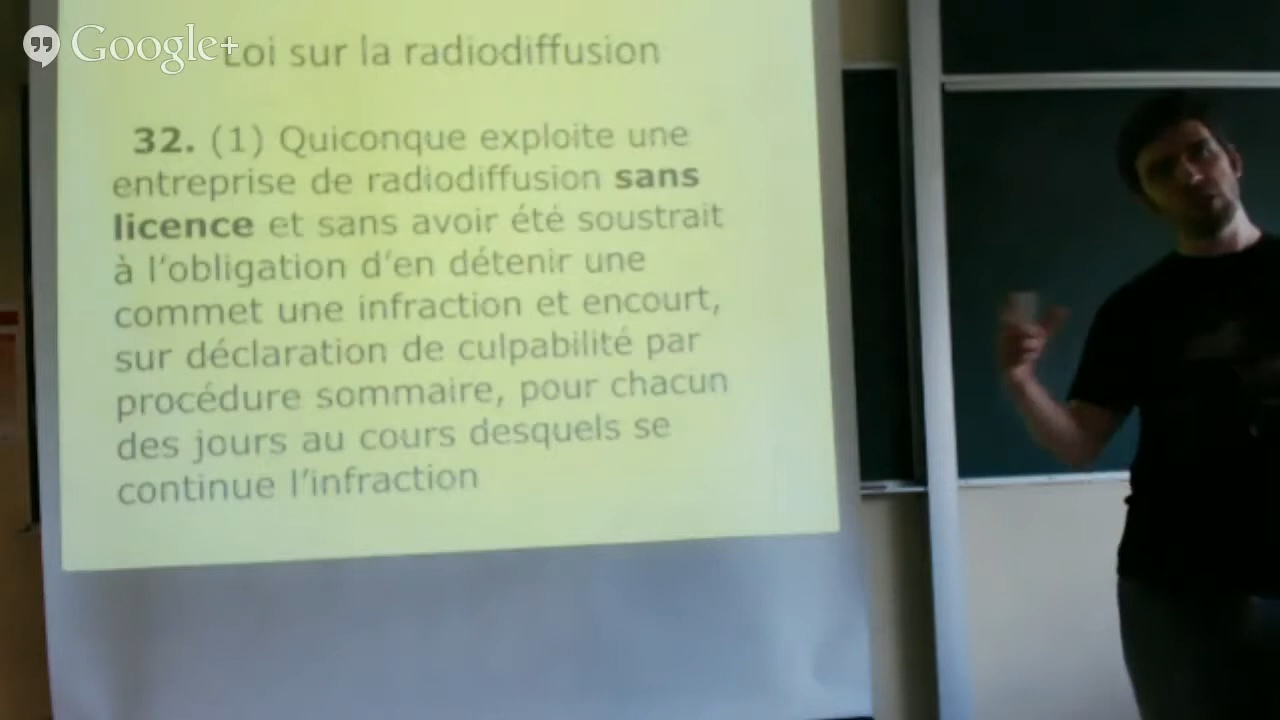 Google+
Loi sur la radiodiffusion
32. (1) Quiconque exploite une
entreprise de radiodiffusion sans
licence et sans avoir été soustrait
à l'obligation d'en détenir une
commet une infraction et encourt,
sur déclaration de culpabilité par
procédure sommaire, pour chacun
des jours au cours desquels se
continue l'infraction